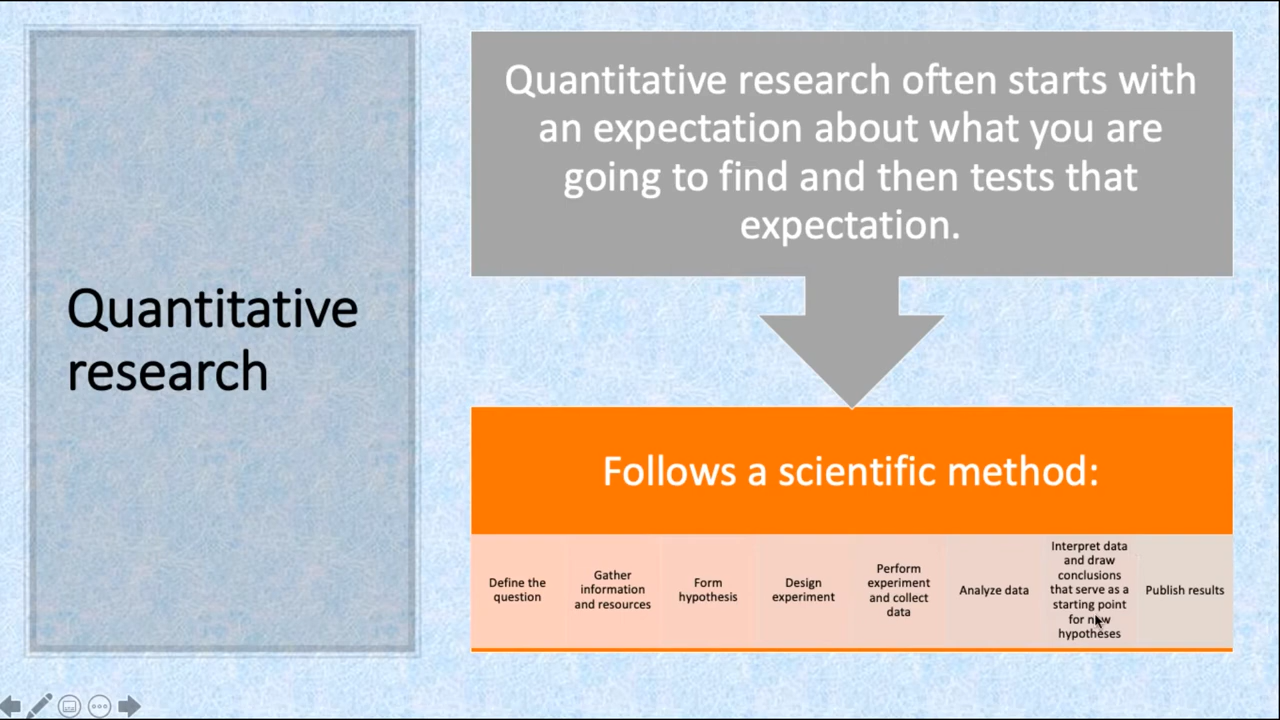 Quantitative
research
Quantitative research often starts with
an expectation about what you are
going to find and then tests that
expectation.
Follows a scientific method:
Define the
question
Gather
information
and resources
Form
hypothesis
Design
experiment
Perform
experiment
and collect
data
Analyze data
Interpret data
and draw
conclusions
that serve as a
starting point
for new
hypotheses
Publish results